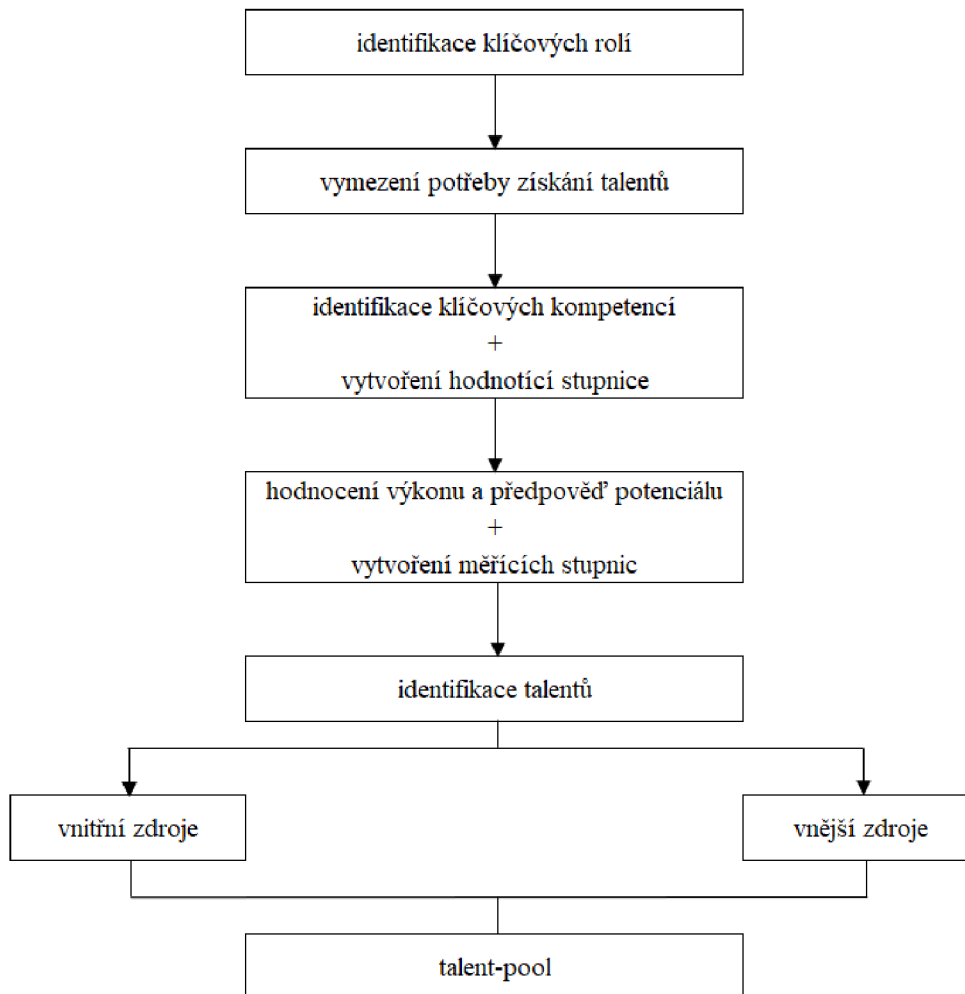 identifikace klíčových rolí
vymezení potřeby získání talentů
identifikace klíčových kompetencí
+
vytvoření hodnotící stupnice
hodnocení výkonu a předpověď potenciálu
+
vytvoření měřících stupnic
identifikace talentů
vnitřní zdroje
vnější zdroje
talent-pool